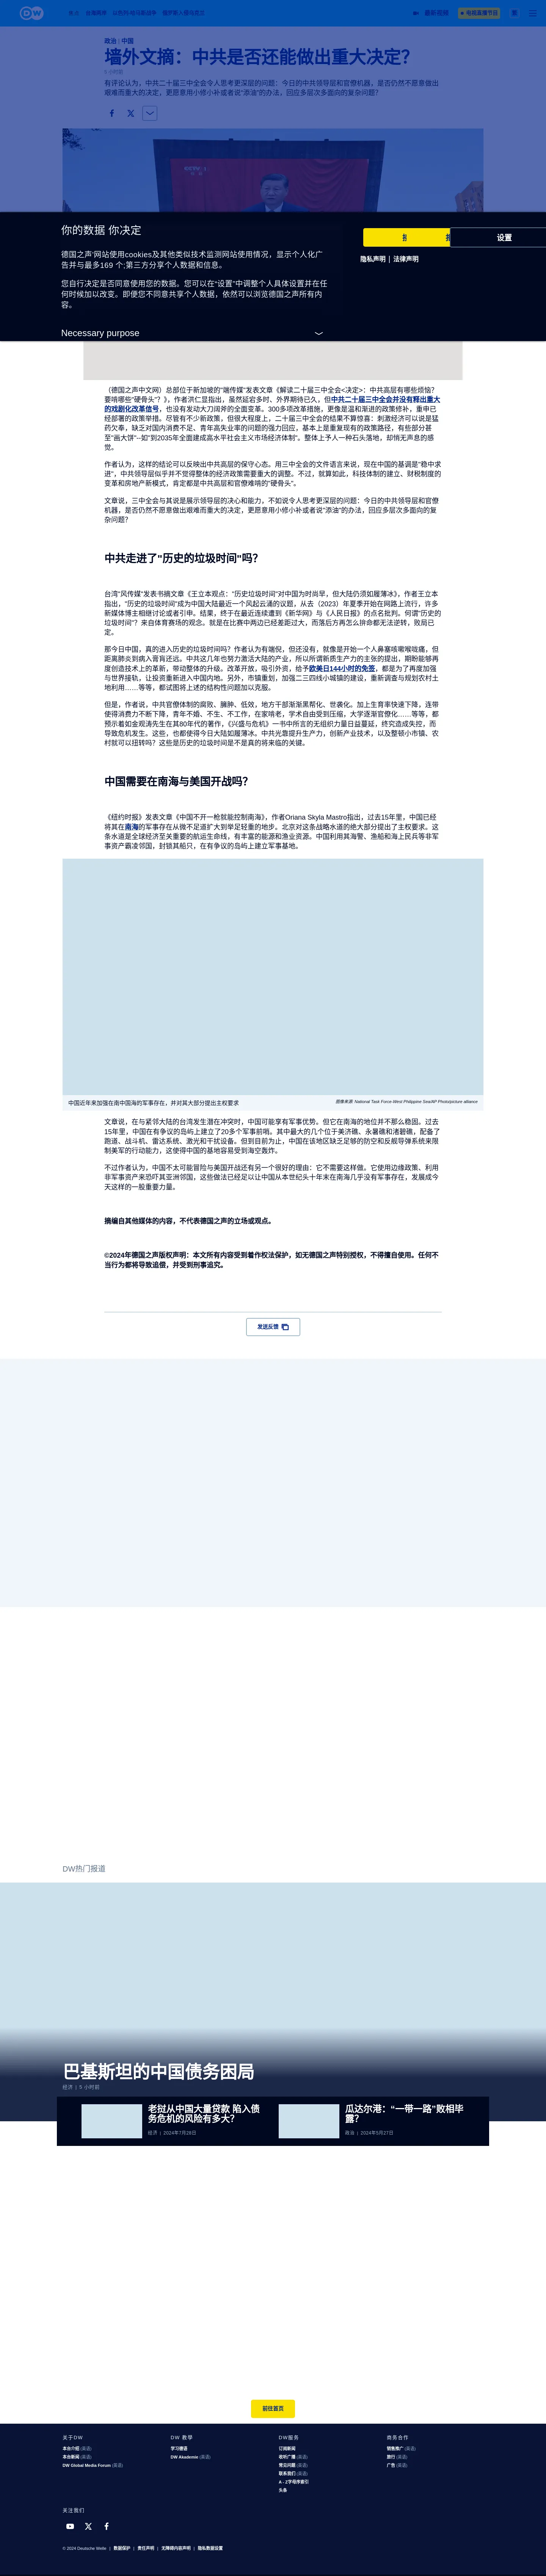 政治 | 中国
墙外文摘：中共是否还能做出重大决定？
5 小时前
有评论认为，中共二十届三中全会令人思考更深层的问题：今日的中共领导层和官僚机器，是否仍然不愿意做出
艰难而重大的决定，更愿意用小修小补或者说“添油”的办法，回应多层次多面向的复杂问题？
你的数据 你决定
德国之声'网站使用cookies及其他类似技术监测网站使用情况，显示个人化广
告并与最多169 个;第三方分享个人数据和信息。
您自行决定是否同意使用您的数据。您可以在“设置”中调整个人具体设置并在任
何时候加以改变。即便您不同意共享个人数据，依然可以浏览德国之声所有内
容。
Necessary purpose
设置
隐私声明 | 法律声明
（德国之声中文网）总部位于新加坡的"端传媒"发表文章《解读二十届三中全会<决定>：中共高层有哪些烦恼？
要啃哪些"硬骨头"？》，作者洪仁显指出，虽然延宕多时、外界期待已久，但中共二十届三中全会并没有释出重大
的戏剧化改革信号，也没有发动大刀阔斧的全面变革。300多项改革措施，更像是温和渐进的政策修补，重申已
经部署的政策举措。尽管有不少新政策，但很大程度上，二十届三中全会的结果不算惊喜：刺激经济可以说是猛
药欠奉，缺乏对国内消费不足、青年高失业率的问题的强力回应，基本上是重复现有的政策路径，有些部分甚
至"画大饼"--如"到2035年全面建成高水平社会主义市场经济体制"。整体上予人一种石头落地，却悄无声息的感
觉。
作者认为，这样的结论可以反映出中共高层的保守心态。用三中全会的文件语言来说，现在中国的基调是"稳中求
进"，中共领导层似乎并不觉得整体的经济政策需要重大的调整。不过，就算如此，科技体制的建立、财税制度的
变革和房地产新模式，肯定都是中共高层和官僚难啃的"硬骨头"。
文章说，三中全会与其说是展示领导层的决心和能力，不如说令人思考更深层的问题：今日的中共领导层和官僚
机器，是否仍然不愿意做出艰难而重大的决定，更愿意用小修小补或者说"添油"的办法，回应多层次多面向的复
杂问题？
中共走进了"历史的垃圾时间"吗？
台湾"风传媒"发表书摘文章《王立本观点："历史垃圾时间"对中国为时尚早，但大陆仍须如履薄冰》，作者王立本
指出，"历史的垃圾时间"成为中国大陆最近一个风起云涌的议题，从去（2023）年夏季开始在网路上流行，许多
新媒体博主相继讨论或者引申。结果，终于在最近连续遭到《新华网》与《人民日报》的点名批判。何谓"历史的
垃圾时间"？来自体育赛场的观念。就是在比赛中两边已经差距过大，而落后方再怎么拚命都无法逆转，败局已
定。
那今日中国，真的进入历史的垃圾时间吗？作者认为有端倪，但还没有，就像是开始一个人鼻塞咳嗽喉咙痛，但
距离肺炎到病入膏肓还远。中共这几年也努力激活大陆的产业，所以所谓新质生产力的主张的提出，期盼能够再
度创造技术上的革新，带动整体的升级。改革开放，吸引外资，给予欧美日144小时的免签，都是为了再度加强
与世界接轨，让投资重新进入中国内地。另外，市镇重划，加强二三四线小城镇的建设，重新调查与规划农村土
地利用……等等，都试图将上述的结构性问题加以克服。
但是，作者说，中共官僚体制的腐败、臃肿、低效，地方干部渐渐黑帮化、世袭化。加上生育率快速下降，连带
使得消费力不断下降，青年不婚、不生、不工作，在家啃老，学术自由受到压缩，大学逐渐官僚化……等等，都
预示着如金观涛先生在其80年代的著作，《兴盛与危机》一书中所言的无组织力量日益蔓延，终究造成失控，而
导致危机发生。这些，也都使得今日大陆如履薄冰。中共光靠提升生产力，创新产业技术，以及整顿小市镇、农
村就可以扭转吗？这些是历史的垃圾时间是不是真的将来临的关键。
中国需要在南海与美国开战吗？
《纽约时报》发表文章《中国不开一枪就能控制南海》，作者Oriana Skyla Mastro指出，过去15年里，中国已经
将其在南海的军事存在从微不足道扩大到举足轻重的地步。北京对这条战略水道的绝大部分提出了主权要求。这
条水道是全球经济至关重要的航运生命线，有丰富的能源和渔业资源。中国利用其海警、渔船和海上民兵等非军
事资产霸凌邻国，封锁其船只，在有争议的岛屿上建立军事基地。
中国近年来加强在南中国海的军事存在，并对其大部分提出主权要求
图像来源: National Task Force-West Philippine Sea/AP Photo/picture alliance
文章说，在与紧邻大陆的台湾发生潜在冲突时，中国可能享有军事优势。但它在南海的地位并不那么稳固。过去
15年里，中国在有争议的岛屿上建立了20多个军事前哨。其中最大的几个位于美济礁、永暑礁和渚碧礁，配备了
跑道、战斗机、雷达系统、激光和干扰设备。但到目前为止，中国在该地区缺乏足够的防空和反舰导弹系统来限
制美军的行动能力，这使得中国的基地容易受到海空轰炸。
不过作者认为，中国不太可能冒险与美国开战还有另一个很好的理由：它不需要这样做。它使用边缘政策、利用
非军事资产来恐吓其亚洲邻国，这些做法已经足以让中国从本世纪头十年末在南海几乎没有军事存在，发展成今
天这样的一般重要力量。
摘编自其他媒体的内容，不代表德国之声的立场或观点。
©2024年德国之声版权声明：本文所有内容受到着作权法保护，如无德国之声特别授权，不得擅自使用。任何不
当行为都将导致追偿，并受到刑事追究。
发送反馈
DW热门报道
巴基斯坦的中国债务困局
经济 | 5 小时前
老挝从中国大量贷款 陷入债
务危机的风险有多大？
经济 | 2024年7月26日
瓜达尔港：“一带一路”败相毕
露？
政治 | 2024年5月27日
前往首页
关于DW
本台介绍 (英语)
本台新闻 (英语)
DW Global Media Forum (英语)
DW 教学
学习德语
DW Akademie (英语)
DW服务
订阅新闻
收听广播 (英语)
常见问题 (英语)
联系我们 (英语)
A - Z字母序索引
头条
商务合作
销售推广 (英语)
旅行 (英语)
广告 (英语)
关注我们
© 2024 Deutsche Welle | 数据保护 | 责任声明 | 无障碍内容声明 | 隐私数据设置